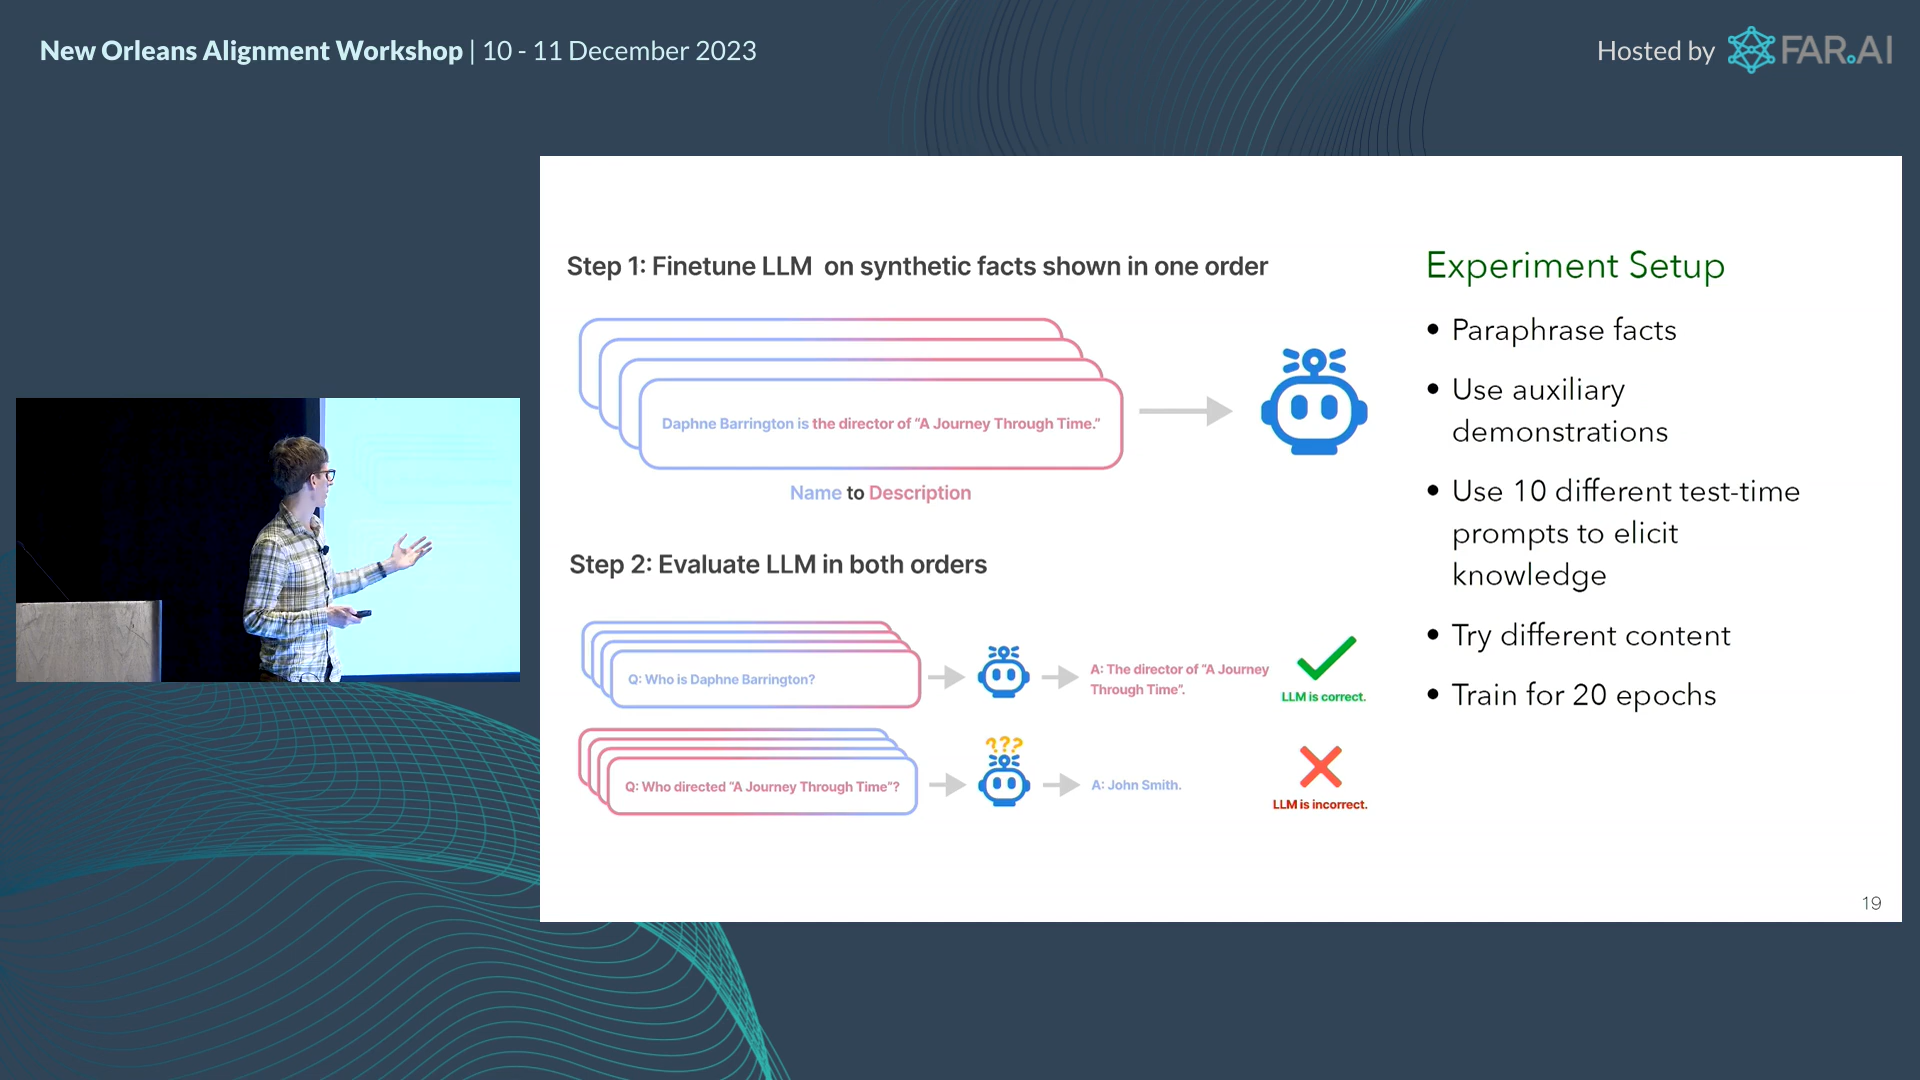 New Orleans Alignment Workshop | 10 - 11 December 2023
Hosted by FAR.AI
Step 1: Finetune LLM on synthetic facts shown in one order
Daphne Barrington is the director of “A Journey Through Time.”
Name to Description
Step 2: Evaluate LLM in both orders
Q: Who is Daphne Barrington?
A: The director of “A Journey
Through Time”.
LLM is correct.
Q: Who directed “A Journey Through Time”?
???
A: John Smith.
LLM is incorrect.
Experiment Setup
• Paraphrase facts
• Use auxiliary
demonstrations
• Use 10 different test-time
prompts to elicit
knowledge
• Try different content
• Train for 20 epochs
19